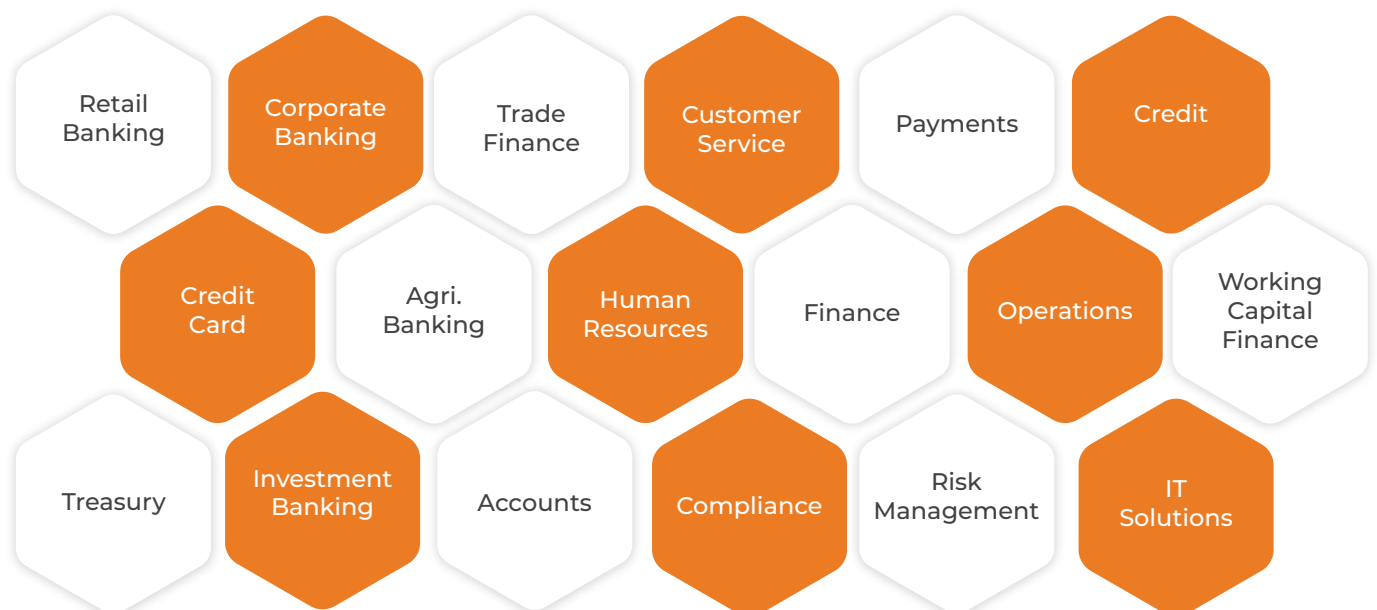 Retail
Banking
Corporate
Banking
Trade
Finance
Customer
Service
Payments
Credit
Credit
Card
Agri.
Banking
Human
Resources
Finance
Operations
Working
Capital
Finance
Treasury
Investment
Banking
Accounts
Compliance
Risk
Management
IT
Solutions